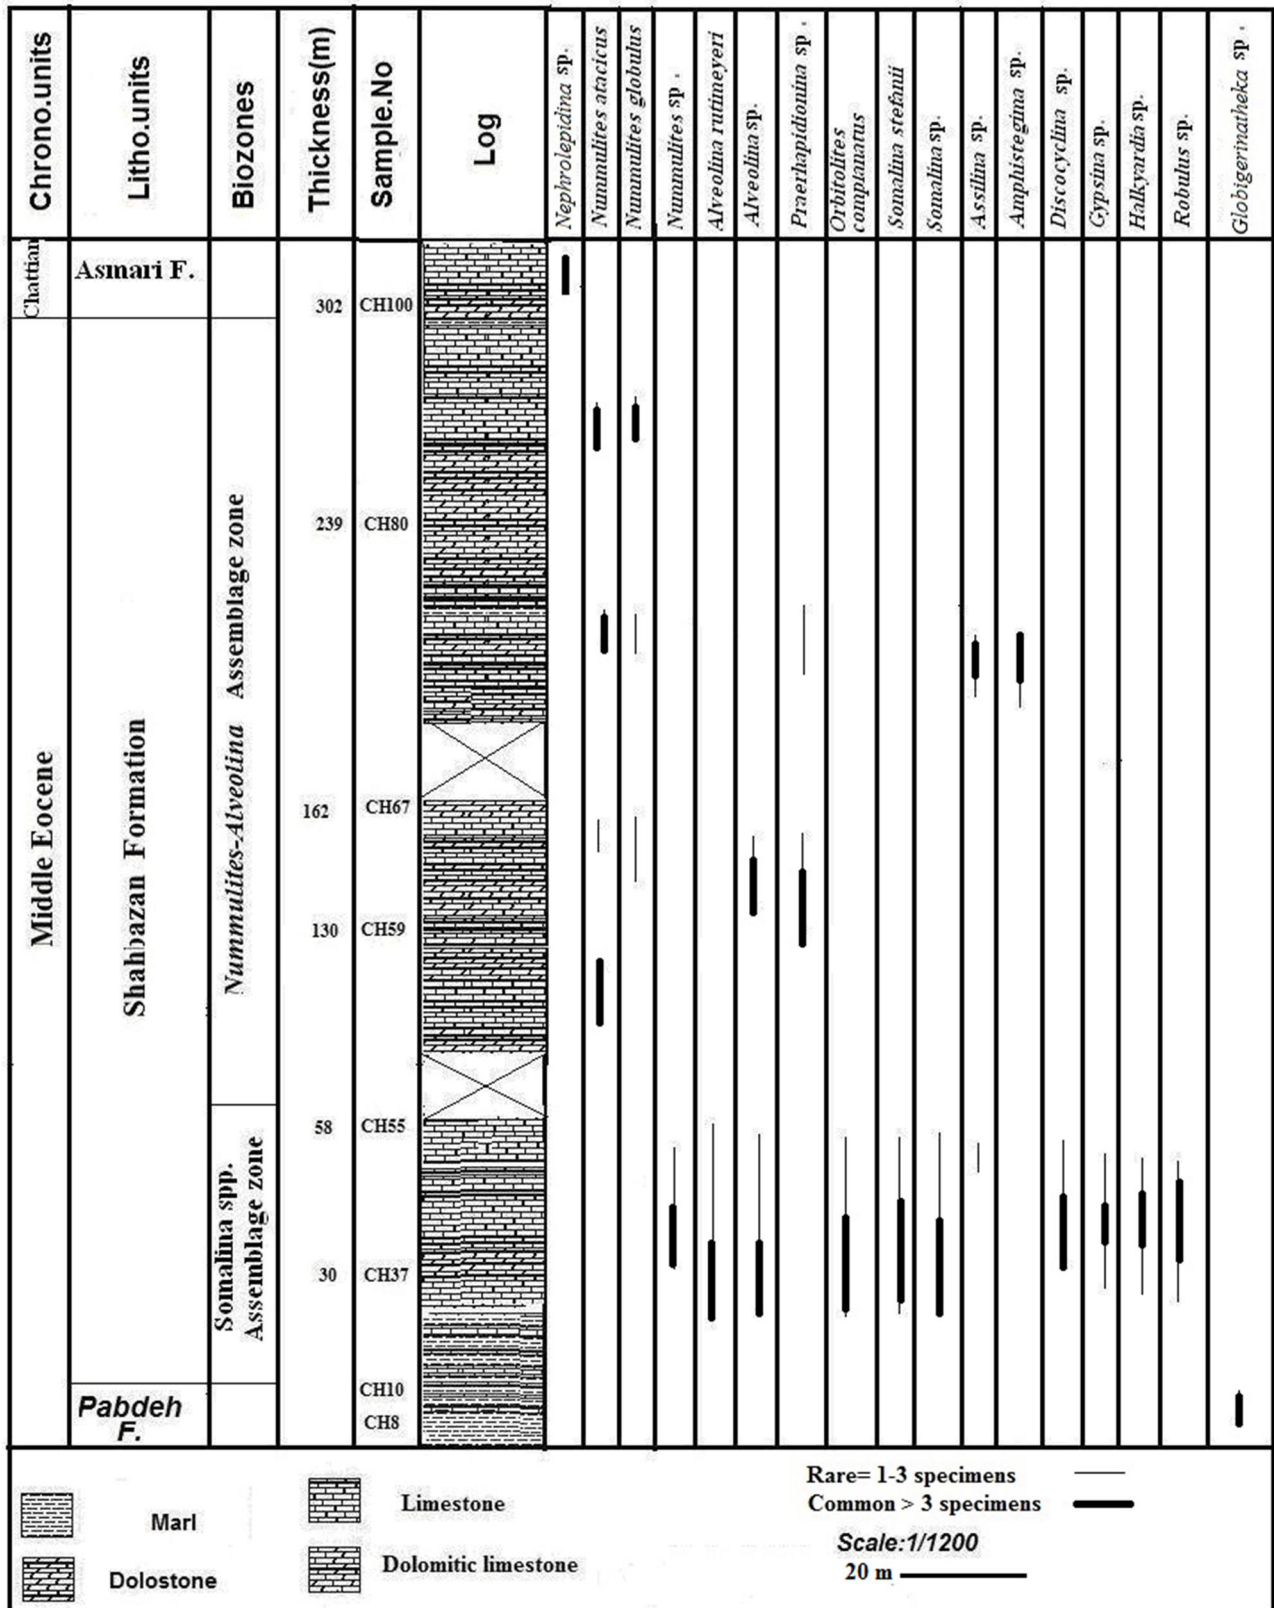 Chrono.units
Litho.units
Biozones
Thickness(m)
Sample.No
Log
Nephrolepidina sp.
Nummulites atacicus
Nummulites globulus
Nummulites sp .
Alveolina rutimeyeri
Alveolina sp.
Praerhapidionina sp .
Orbitolites
complanatus
Somalina stefanii
Somalina sp.
Assilina sp.
Amphistegina sp.
Discocyclina sp.
Gypsina sp.
Halkyardia sp.
Robulus sp.
Globigerinatheka sp .
Chattian
Asmari F.
302 CH100
239 CH80
162 CH67
130 CH59
58 CH55
30 CH37
CH10
CH8
Middle Eocene
Shahbazan Formation
Nummulites-Alveolina Assemblage zone
Somalina spp.
Assemblage zone
Pabdeh
F.
Marl
Dolostone
Limestone
Dolomitic limestone
Rare= 1-3 specimens
Common > 3 specimens
Scale:1/1200
20 m